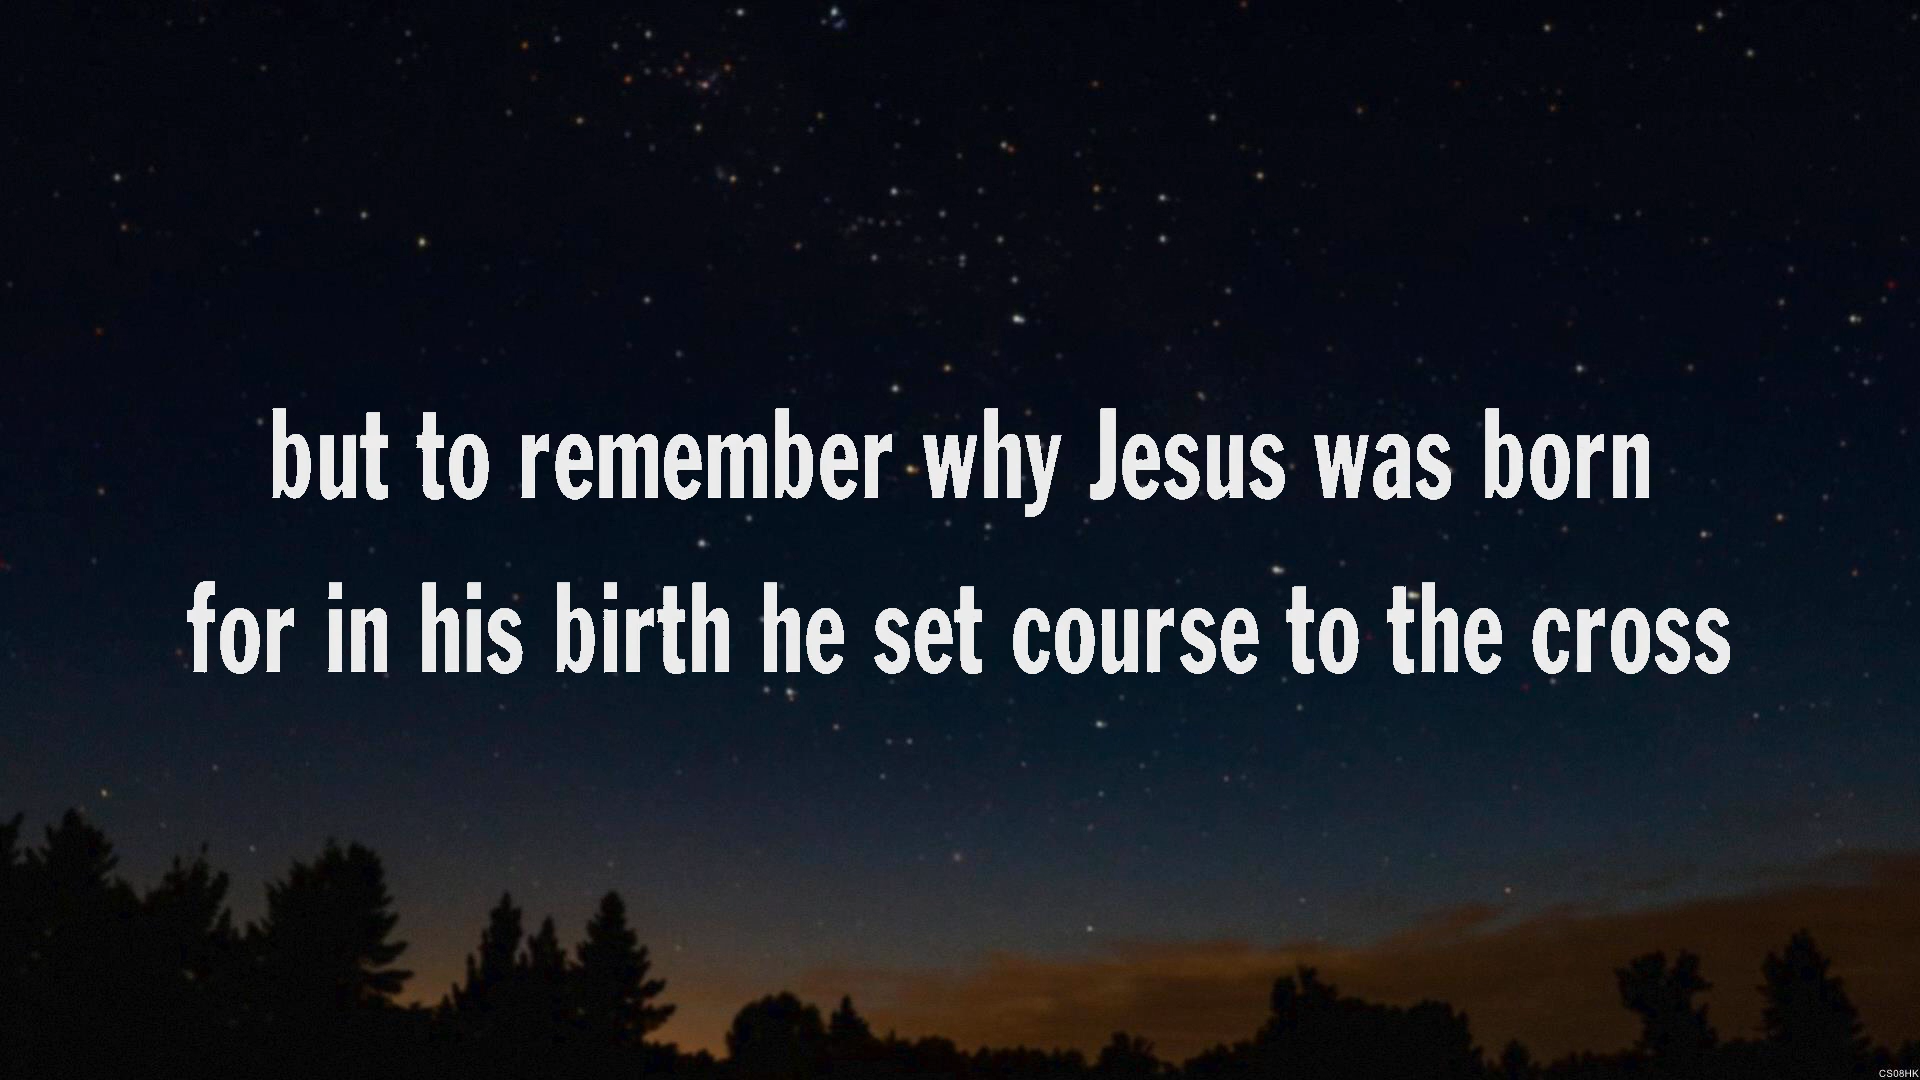 but to remember why Jesus was born
for in his birth he set course to the cross
CS08HK